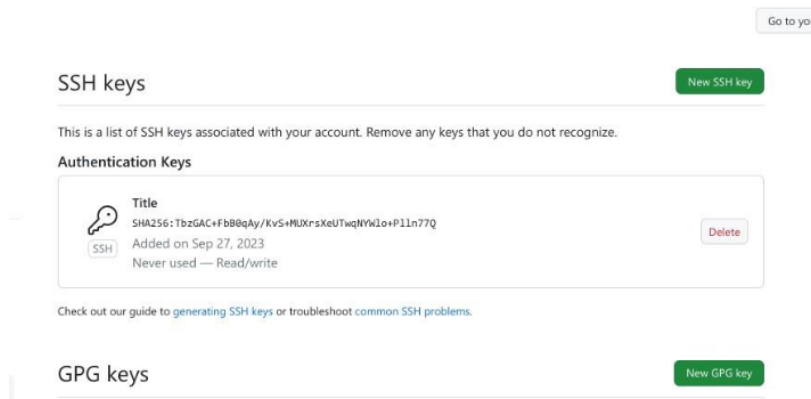 Go to yo
SSH keys
New SSH key
This is a list of SSH keys associated with your account. Remove any keys that you do not recognize.
Authentication Keys
Title
SHA256:TbzGAC+FbB0qAy/KvS+MUXrsXeUTwqNYWlo+P1ln77Q
SSH
Added on Sep 27, 2023
Never used — Read/write
Delete
Check out our guide to generating SSH keys or troubleshoot common SSH problems.
GPG keys
New GPG key